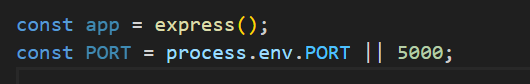 const app = express();
const PORT = process.env.PORT || 5000;